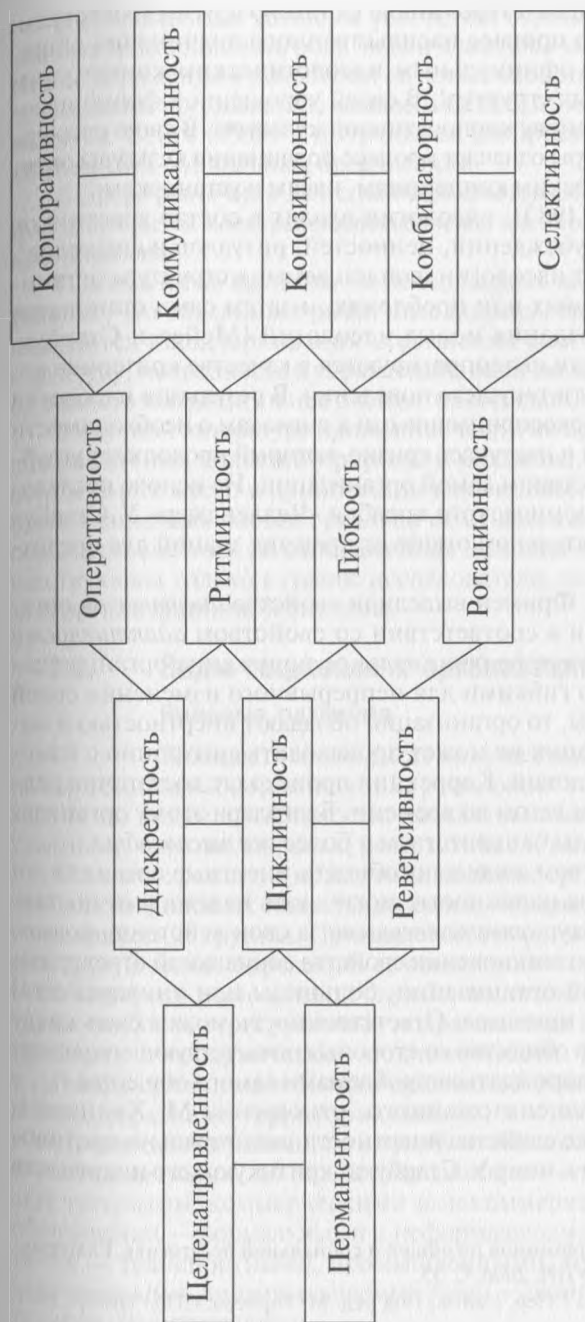 Целенаправленность
Перманентность
Дискретность
Цикличность
Реверсивность
Оперативность
Ритмичность
Гибкость
Ротационность
Корпоративность
Коммуникационность
Копозиционность
Комбинаторность
Селективность